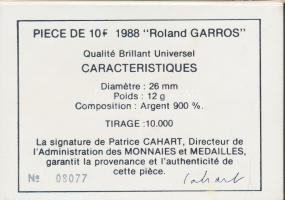 PIECE DE 10F 1988 "Roland GARROS"
Qualité Brillant Universel
CARACTERISTIQUES
Diamètre : 26 mm
Poids : 12 g
Composition : Argent 900 %.
TIRAGE :10.000
La signature de Patrice CAHART, Directeur de
l'Administration des MONNAIES et MEDAILLES,
garantit la provenance et l'authenticité de
cette pièce.
№ 08077 Cahart